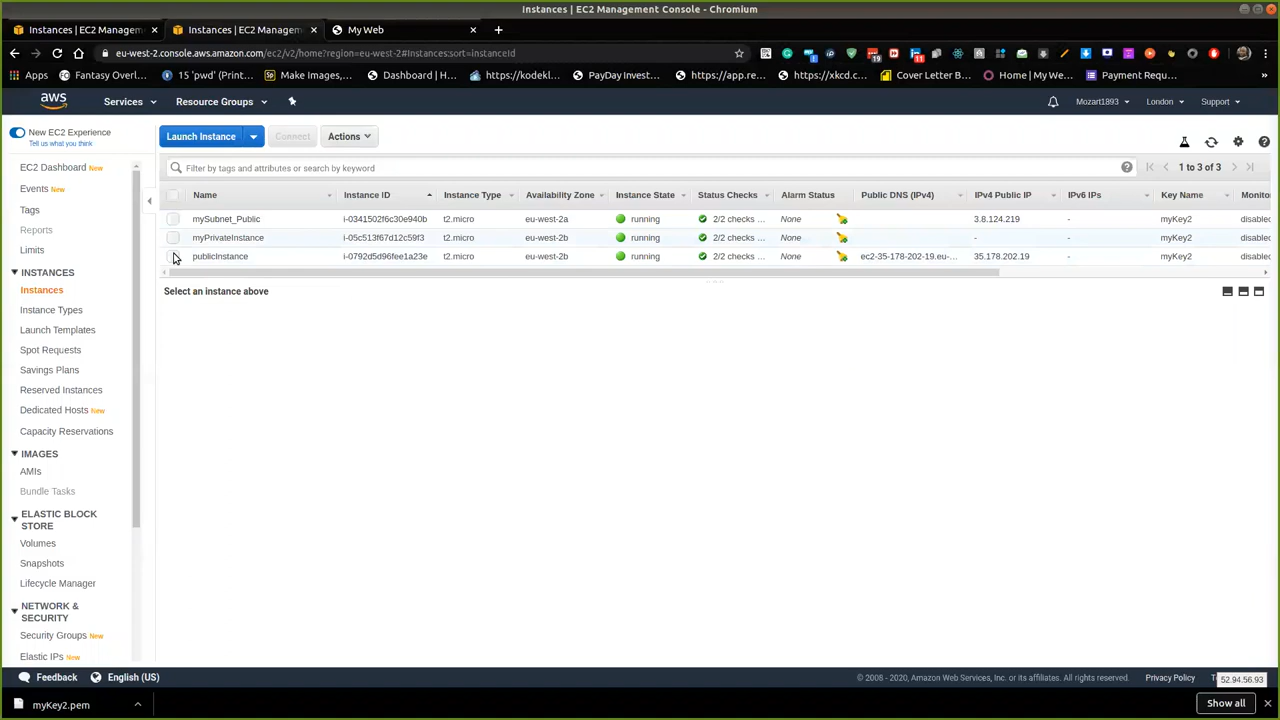 Instances | EC2 Management Console - Chromium
Instances | EC2 Manageme
Instances | EC2 Manageme
My Web
eu-west-2.console.aws.amazon.com/ec2/v2/home?region=eu-west-2#Instances:sort=instanceId
Apps
Fantasy Overl...
15 'pwd' (Print...
Make Images,...
Dashboard | H...
https://kodekl...
PayDay Invest...
https://app.re...
https://xkcd.c...
Cover Letter B...
Home | My We...
Payment Requ...
»
aws
Services
Resource Groups
Mozart1893
London
Support
New EC2 Experience
Tell us what you think
Launch Instance
Connect
Actions
EC2 Dashboard New
Events New
Tags
Reports
Limits
INSTANCES
Instances
Instance Types
Launch Templates
Spot Requests
Savings Plans
Reserved Instances
Dedicated Hosts New
Capacity Reservations
IMAGES
AMIs
Bundle Tasks
ELASTIC BLOCK
STORE
Volumes
Snapshots
Lifecycle Manager
NETWORK &
SECURITY
Security Groups New
Elastic IPs New
Filter by tags and attributes or search by keyword
1 to 3 of 3
Name Instance ID Instance Type Availability Zone Instance State Status Checks Alarm Status Public DNS (IPv4) IPv4 Public IP IPv6 IPs Key Name Monito
mySubnet_Public i-0341502f6c30e940b t2.micro eu-west-2a running 2/2 checks ... None 3.8.124.219 - myKey2 disabled
myPrivateInstance i-05c513f67d12c59f3 t2.micro eu-west-2b running 2/2 checks ... None - - myKey2 disabled
publicInstance i-0792d5d96fee1a23e t2.micro eu-west-2b running 2/2 checks ... None ec2-35-178-202-19.eu-... 35.178.202.19 - myKey2 disabled
Select an instance above
Feedback
English (US)
© 2008 - 2020, Amazon Web Services, Inc. or its affiliates. All rights reserved.
Privacy Policy
52.94.56.93
myKey2.pem
Show all